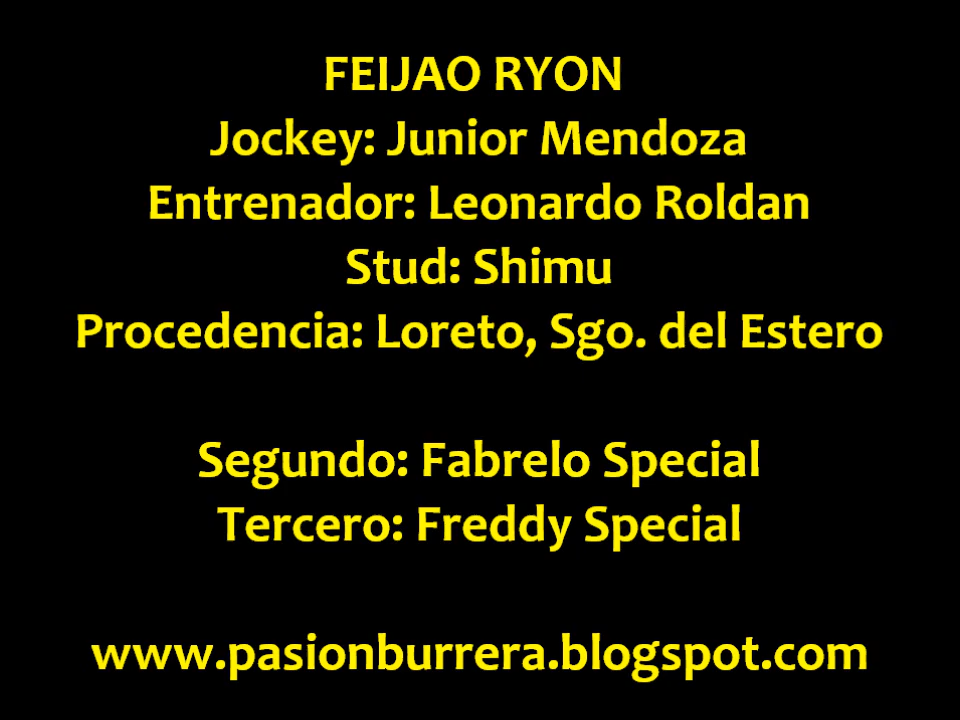 FEIJAO RYON
Jockey: Junior Mendoza
Entrenador: Leonardo Roldan
Stud: Shimu
Procedencia: Loreto, Sgo. del Estero
Segundo: Fabrelo Special
Tercero: Freddy Special
www.pasionburrera.blogspot.com